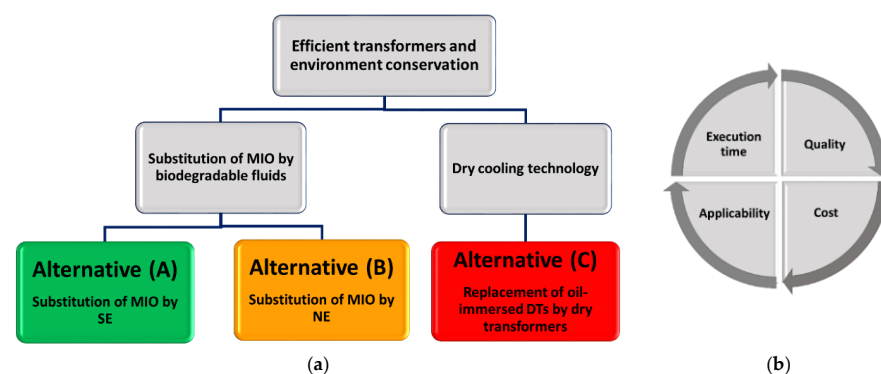 Efficient transformers and
environment conservation
Substitution of MIO by
biodegradable fluids
Dry cooling technology
Alternative (A)
Substitution of MIO by
SE
Alternative (B)
Substitution of MIO by
NE
Alternative (C)
Replacement of oil-
immersed DTs by dry
transformers
(a)
Execution
time
Quality
Applicability
Cost
(b)